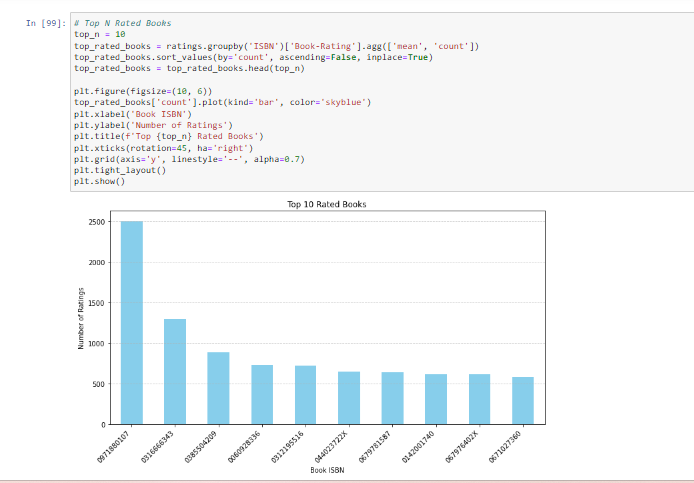 In [99]: # Top N Rated Books
top_n = 10
top_rated_books = ratings.groupby('ISBN')['Book-Rating'].agg(['mean', 'count'])
top_rated_books.sort_values(by='count', ascending=False, inplace=True)
top_rated_books = top_rated_books.head(top_n)
plt.figure(figsize=(10, 6))
top_rated_books['count'].plot(kind='bar', color='skyblue')
plt.xlabel('Book ISBN')
plt.ylabel('Number of Ratings')
plt.title(f'Top {top_n} Rated Books')
plt.xticks(rotation=45, ha='right')
plt.grid(axis='y', linestyle='--', alpha=0.7)
plt.tight_layout()
plt.show()
Top 10 Rated Books
Number of Ratings
2500
2000
1500
1000
500
0
0971880107
0316666343
0385504209
0060928336
0312195516
044023722X
0679781587
0142001740
067976402X
0671027360
Book ISBN